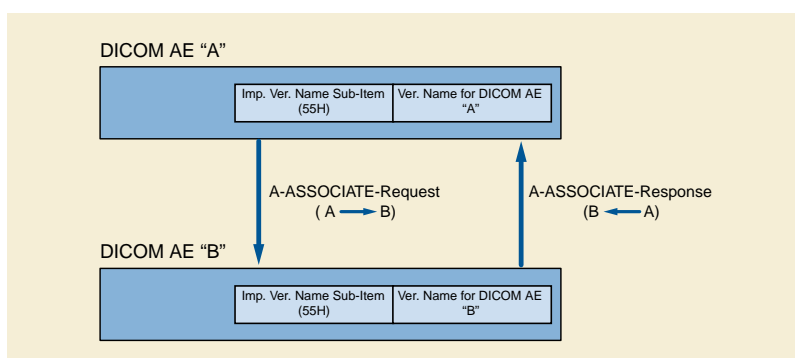 DICOM AE “A”
Imp. Ver. Name Sub-Item
(55H)
Ver. Name for DICOM AE
“A”
A-ASSOCIATE-Request
( A B)
A-ASSOCIATE-Response
(B A)
DICOM AE “B”
Imp. Ver. Name Sub-Item
(55H)
Ver. Name for DICOM AE
“B”